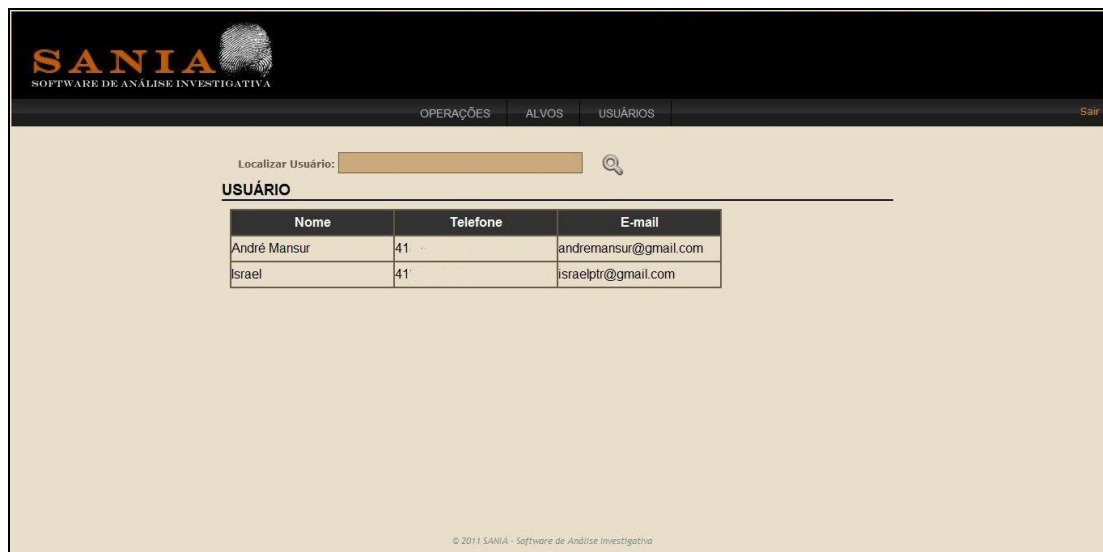 SANIA
SOFTWARE DE ANÁLISE INVESTIGATIVA
OPERAÇÕES ALVOS USUÁRIOS Sair
Localizar Usuário:
USUÁRIO
Nome Telefone E-mail
André Mansur 41 andremansur@gmail.com
Israel 41 israelptr@gmail.com
© 2011 SANIA - Software de Análise Investigativa